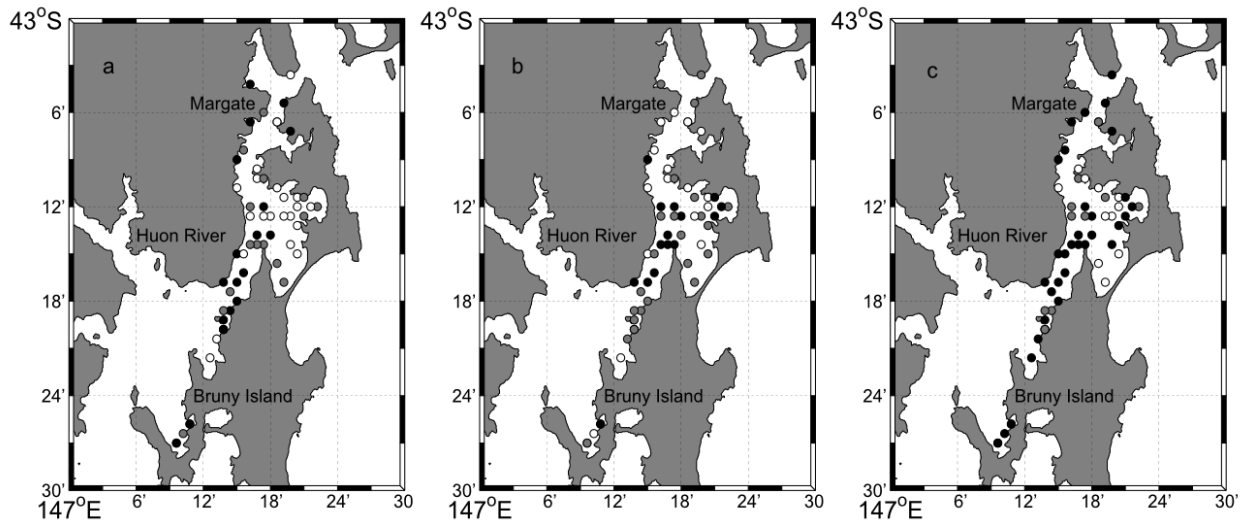 43°S
a
Margate
6'
12'
Huon River
18'
24'
Bruny Island
30'
147°E
6'
12'
18'
24'
30
43°S
b
Margate
6'
12'
Huon River
18'
24'
Bruny Island
30'
147°E
6'
12'
18'
24'
30
43°S
c
Margate
6'
12'
Huon River
18'
24'
Bruny Island
30'
147°E
6'
12'
18'
24'
30'